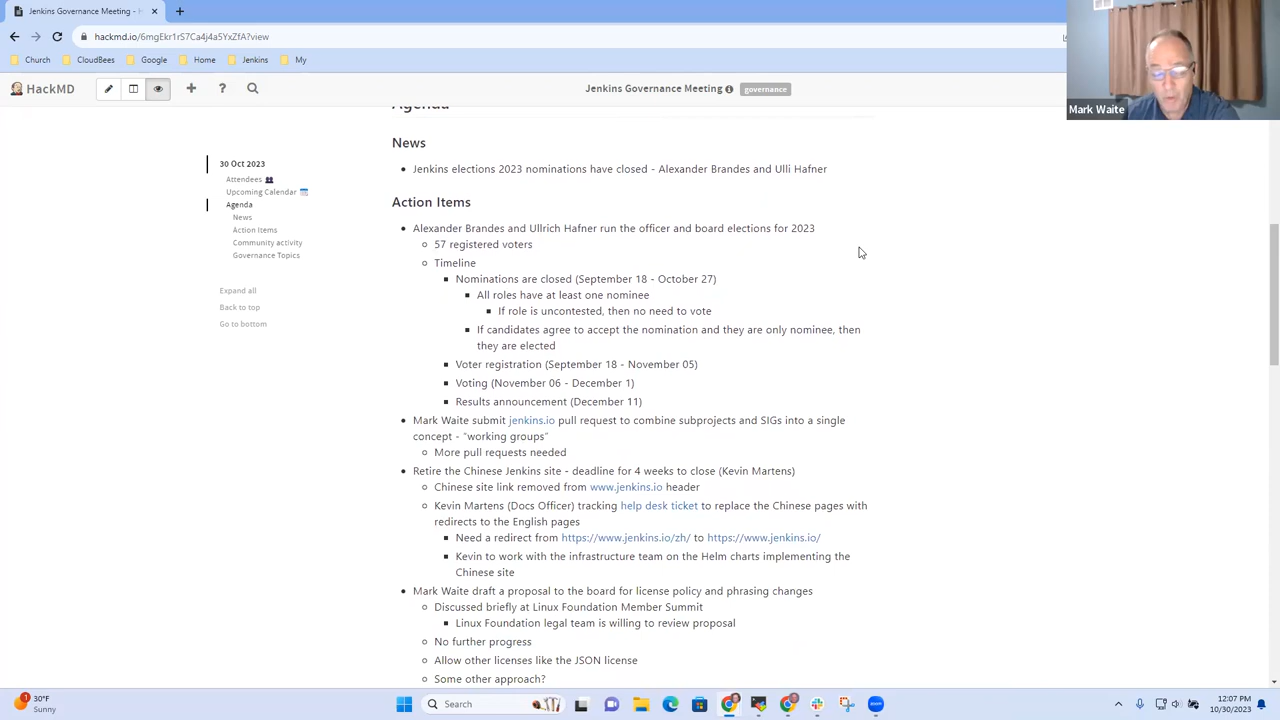 Jenkins Governance Meeting -
hackmd.io/6mgEkr1rS7Ca4j4a5YxZfA?view
Church
CloudBees
Google
Home
Jenkins
My
HackMD
Jenkins Governance Meeting
governance
Mark Waite
30 Oct 2023
Attendees
Upcoming Calendar
Agenda
News
Action Items
Community activity
Governance Topics
Expand all
Back to top
Go to bottom
Agenda
News
Jenkins elections 2023 nominations have closed - Alexander Brandes and Ulli Hafner
Action Items
Alexander Brandes and Ullrich Hafner run the officer and board elections for 2023
57 registered voters
Timeline
Nominations are closed (September 18 - October 27)
All roles have at least one nominee
If role is uncontested, then no need to vote
If candidates agree to accept the nomination and they are only nominee, then
they are elected
Voter registration (September 18 - November 05)
Voting (November 06 - December 1)
Results announcement (December 11)
Mark Waite submit jenkins.io pull request to combine subprojects and SIGs into a single
concept - "working groups"
More pull requests needed
Retire the Chinese Jenkins site - deadline for 4 weeks to close (Kevin Martens)
Chinese site link removed from www.jenkins.io header
Kevin Martens (Docs Officer) tracking help desk ticket to replace the Chinese pages with
redirects to the English pages
Need a redirect from https://www.jenkins.io/zh/ to https://www.jenkins.io/
Kevin to work with the infrastructure team on the Helm charts implementing the
Chinese site
Mark Waite draft a proposal to the board for license policy and phrasing changes
Discussed briefly at Linux Foundation Member Summit
Linux Foundation legal team is willing to review proposal
No further progress
Allow other licenses like the JSON license
Some other approach?
30°F
Sunny
Search
12:07 PM
10/30/2023